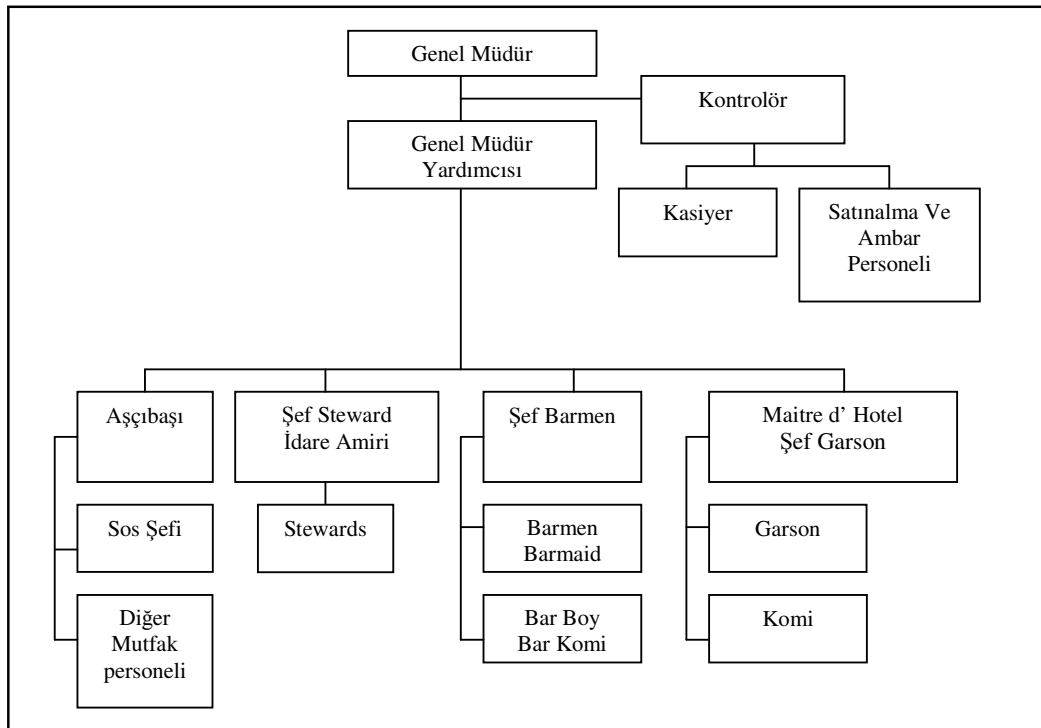 Genel Müdür
Kontrolör
Genel Müdür
Yardımcısı
Kasiyer
Satınalma Ve
Ambar
Personeli
Aşçıbaşı
Şef Steward
İdare Amiri
Şef Barmen
Maitre d’ Hotel
Şef Garson
Sos Şefi
Stewards
Barmen
Barmaid
Garson
Diğer
Mutfak
personeli
Bar Boy
Bar Komi
Komi